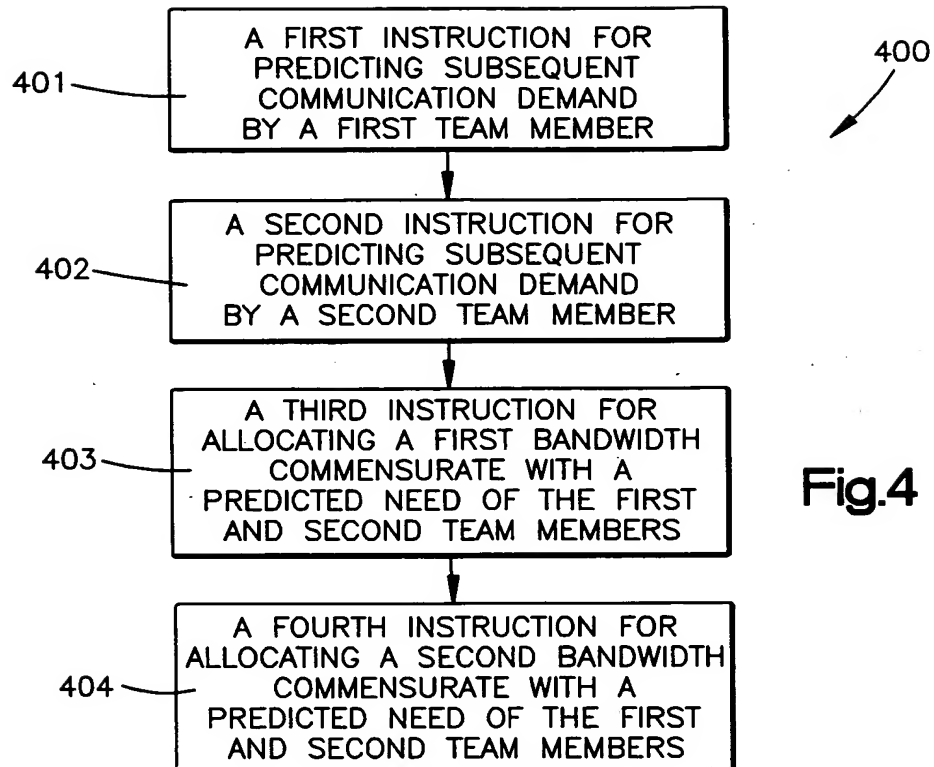 A FIRST INSTRUCTION FOR
PREDICTING SUBSEQUENT
COMMUNICATION DEMAND
BY A FIRST TEAM MEMBER
401
400
A SECOND INSTRUCTION FOR
PREDICTING SUBSEQUENT
COMMUNICATION DEMAND
BY A SECOND TEAM MEMBER
402
A THIRD INSTRUCTION FOR
ALLOCATING A FIRST BANDWIDTH
COMMENSURATE WITH A
PREDICTED NEED OF THE FIRST
AND SECOND TEAM MEMBERS
403
Fig.4
A FOURTH INSTRUCTION FOR
ALLOCATING A SECOND BANDWIDTH
COMMENSURATE WITH A
PREDICTED NEED OF THE FIRST
AND SECOND TEAM MEMBERS
404